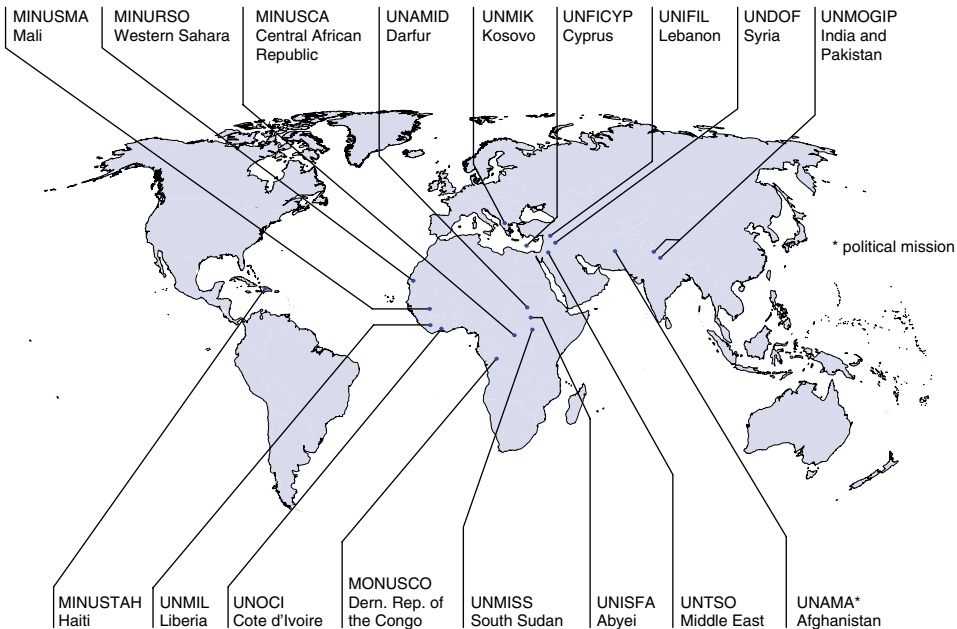 MINUSMA
Mali
MINURSO
Western Sahara
MINUSCA
Central African
Republic
UNAMID
Darfur
UNMIK
Kosovo
UNFICYP
Cyprus
UNIFIL
Lebanon
UNDOF
Syria
UNMOGIP
India and
Pakistan
* political mission
MINUSTAH
Haiti
UNMIL
Liberia
UNOCI
Cote d'Ivoire
MONUSCO
Dern. Rep. of
the Congo
UNMISS
South Sudan
UNISFA
Abyei
UNTSO
Middle East
UNAMA*
Afghanistan